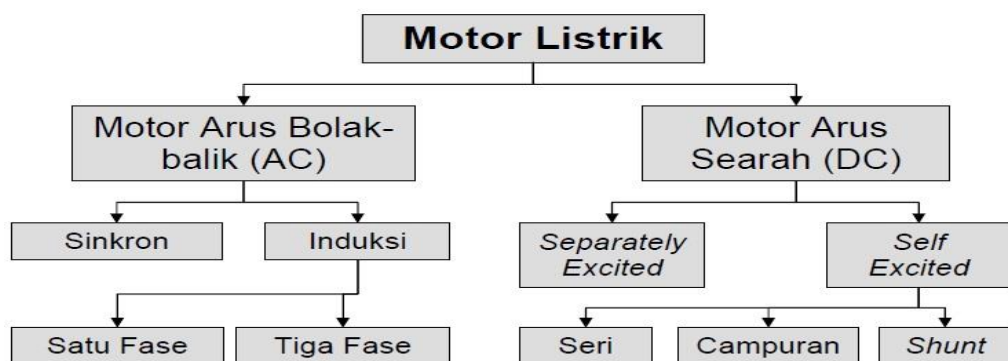 Motor Listrik
Motor Arus Bolak-
balik (AC)
Motor Arus
Searah (DC)
Sinkron
Induksi
Separately
Excited
Self
Excited
Satu Fase
Tiga Fase
Seri
Campuran
Shunt